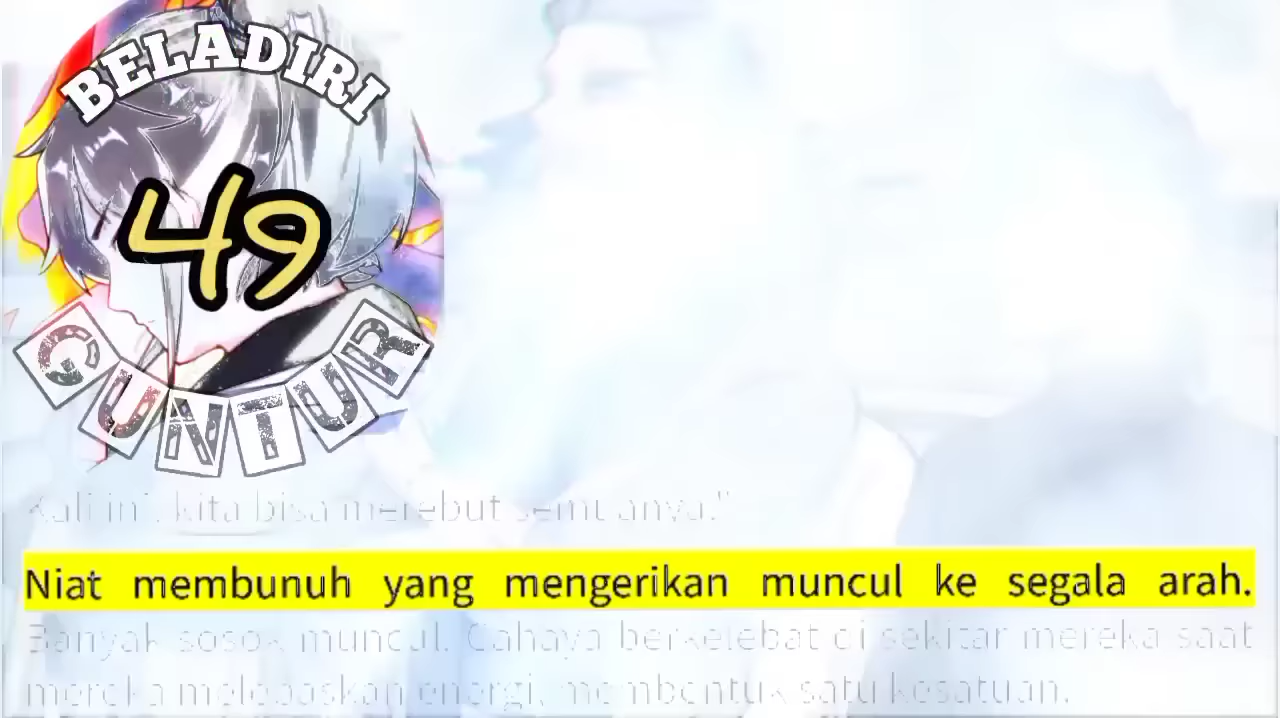 BELADIRI
49
GUNTUR
Kali ini, kita bisa merebut semuanya."
Niat membunuh yang mengerikan muncul ke segala arah.
Banyak sosok muncul. Cahaya berkelebat di sekitar mereka saat
mereka melepaskan energi, membentuk satu kesatuan.